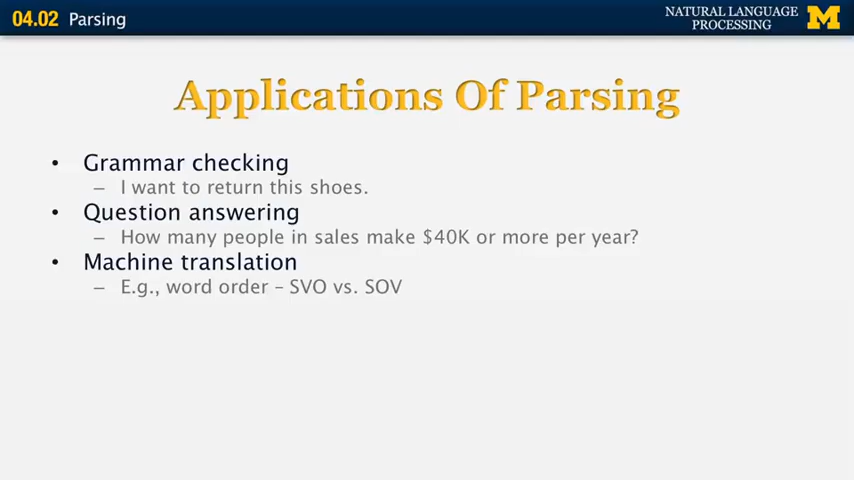 04.02 Parsing
NATURAL LANGUAGE
PROCESSING
M
Applications Of Parsing
• Grammar checking
– I want to return this shoes.
• Question answering
– How many people in sales make $40K or more per year?
• Machine translation
– E.g., word order – SVO vs. SOV